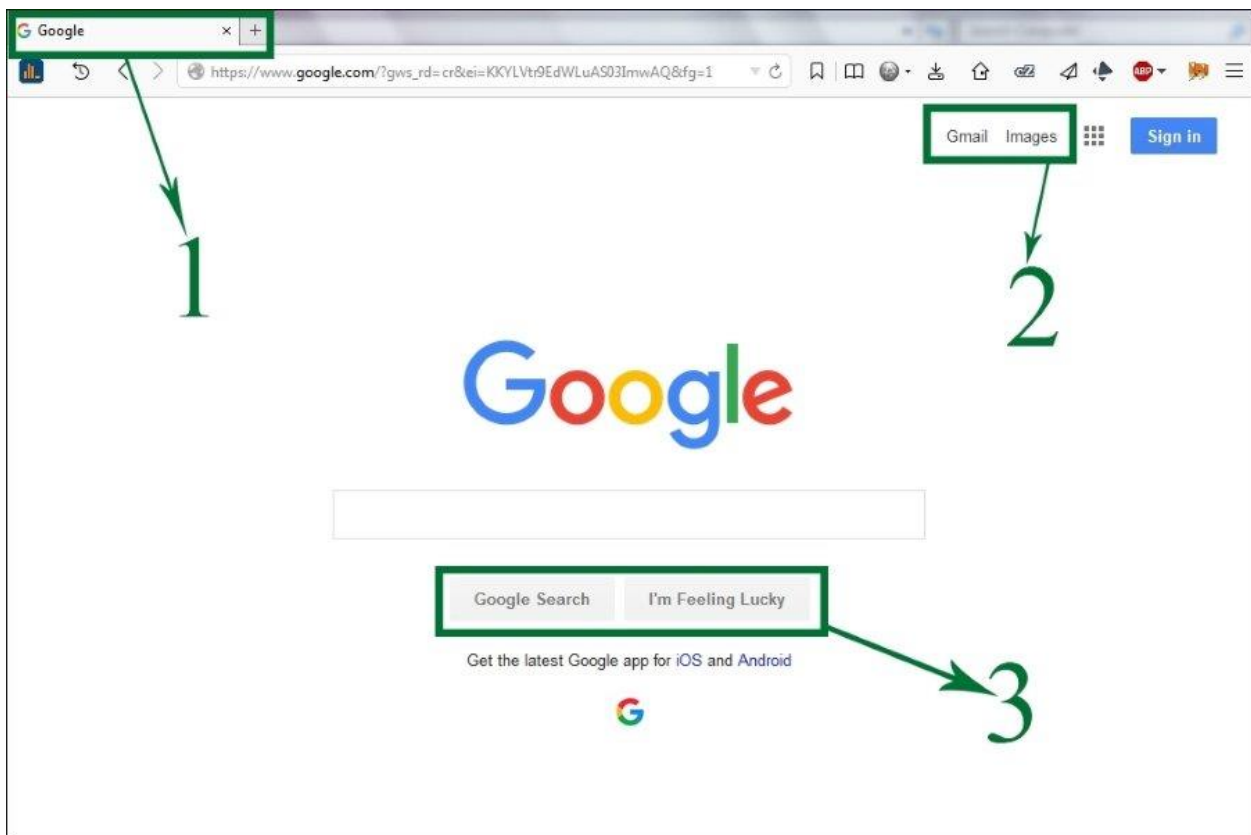 Google × +
https://www.google.com/?gws_rd=cr&ei=KKYLVtr9EdWLuAS03ImwAQ&fg=1 ABP
Gmail Images Sign in
1
2
Google
Google Search I'm Feeling Lucky
Get the latest Google app for iOS and Android
3
G